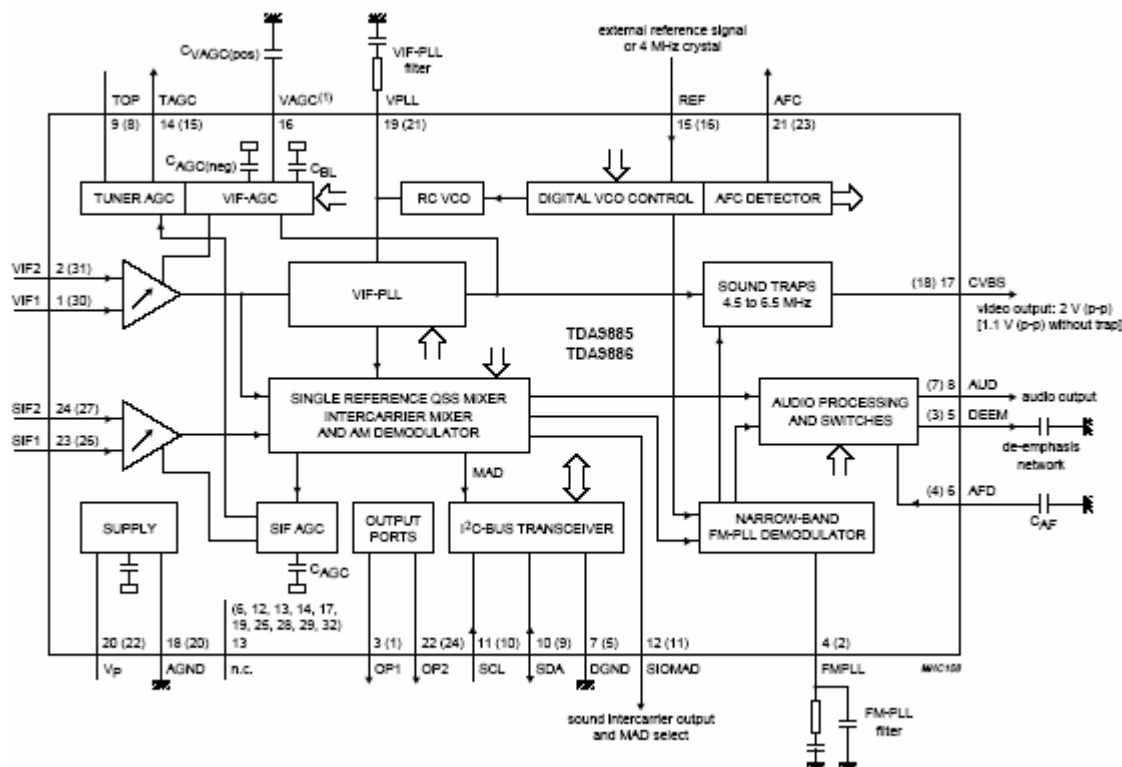 external reference signal
or 4 MHz crystal
CVAGC(pos)
VIF-PLL
filter
TOP
TAGC
VAGC(1)
VPLL
REF
AFC
9 (8)
14 (15)
16
19 (21)
15 (16)
21 (23)
CAGC(neg)
CBL
TUNER AGC
VIF-AGC
RC VCO
DIGITAL VCO CONTROL
AFC DETECTOR
VIF2
2 (31)
VIF1
1 (30)
VIF-PLL
SOUND TRAPS
4.5 to 6.5 MHz
(18) 17
CVBS
video output: 2 V (p-p)
[1.1 V (p-p) without trap]
TDA9885
TDA9886
SIF2
24 (27)
SIF1
23 (26)
SINGLE REFERENCE QSS MIXER
INTERCARRIER MIXER
AND AM DEMODULATOR
AUDIO PROCESSING
AND SWITCHES
(7) 8
AUD
audio output
(3) 5
DEEM
de-emphasis
network
MAD
(4) 6
AFD
CAF
SUPPLY
SIF AGC
OUTPUT
PORTS
I2C-BUS TRANSCEIVER
NARROW-BAND
FM-PLL DEMODULATOR
CAGC
(6, 12, 13, 14, 17,
19, 25, 28, 29, 32)
20 (22)
18 (20)
13
3 (1)
22 (24)
11 (10)
10 (9)
7 (5)
12 (11)
4 (2)
VP
AGND
n.c.
OP1
OP2
SCL
SDA
DGND
SIOMAD
FMPLL
sound intercarrier output
and MAD select
FM-PLL
filter